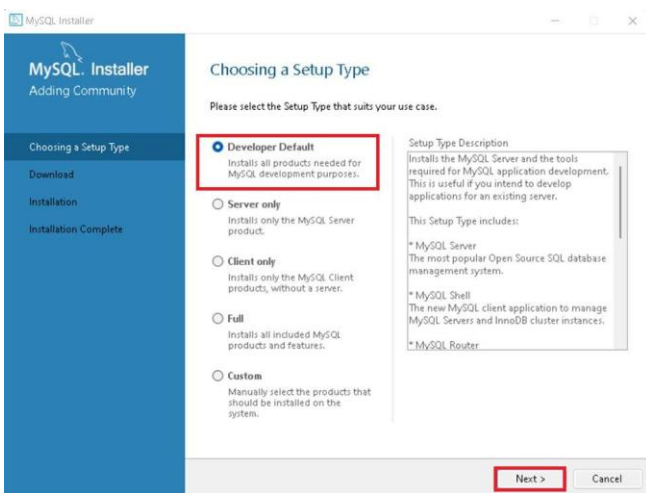 MySQL Installer
MySQL. Installer
Adding Community
Choosing a Setup Type
Download
Installation
Installation Complete
Choosing a Setup Type
Please select the Setup Type that suits your use case.
Developer Default
Installs all products needed for
MySQL development purposes.
Server only
Installs only the MySQL Server
product.
Client only
Installs only the MySQL Client
products, without a server.
Full
Installs all included MySQL
products and features.
Custom
Manually select the products that
should be installed on the
system.
Setup Type Description
Installs the MySQL Server and the tools
required for MySQL application development.
This is useful if you intend to develop
applications for an existing server.
This Setup Type includes:
* MySQL Server
The most popular Open Source SQL database
management system.
* MySQL Shell
The new MySQL client application to manage
MySQL Servers and InnoDB cluster instances.
* MySQL Router
Next >
Cancel